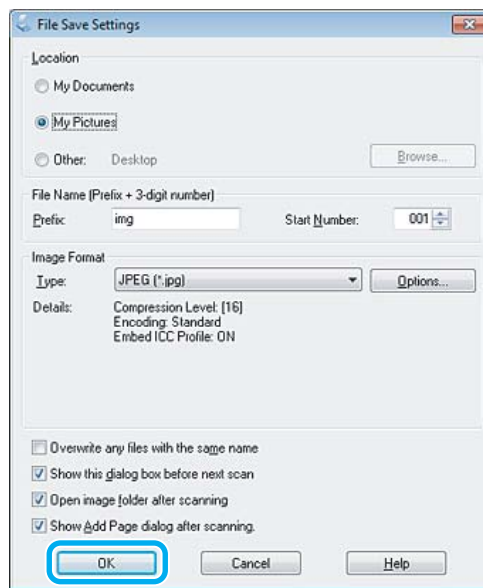 File Save Settings
Location
My Documents
My Pictures
Other: Desktop Browse...
File Name (Prefix + 3-digit number)
Prefix: img Start Number: 001
Image Format
Type: JPEG (*.jpg) Options...
Details: Compression Level: [16]
Encoding: Standard
Embed ICC Profile: ON
Overwrite any files with the same name
Show this dialog box before next scan
Open image folder after scanning
Show Add Page dialog after scanning.
OK Cancel Help